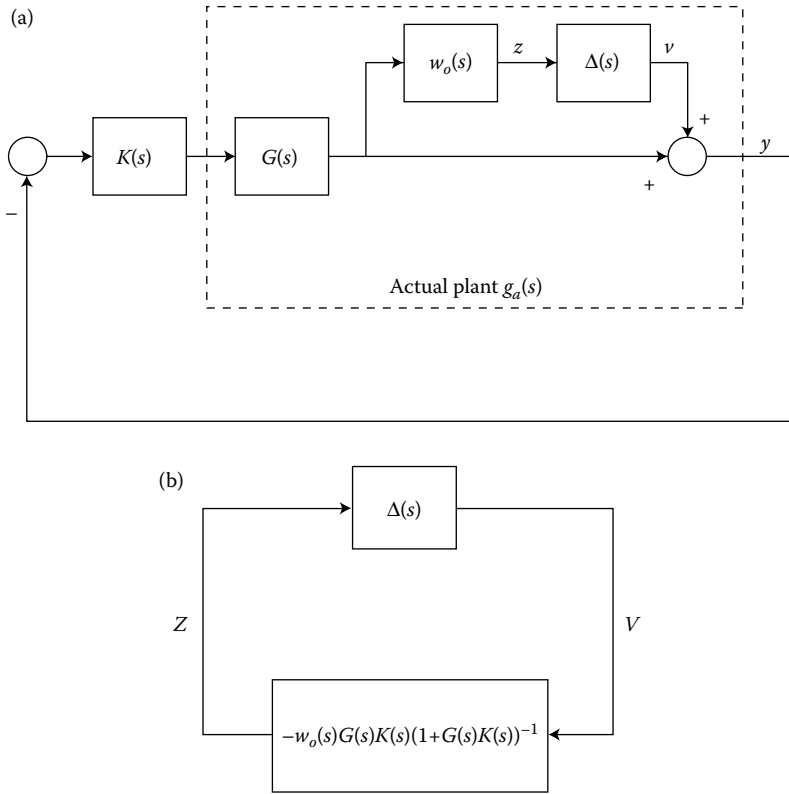 (a)
w_o(s)
z
Δ(s)
v
+
K(s)
G(s)
y
+
−
Actual plant g_a(s)
(b)
Δ(s)
Z
V
−w_o(s)G(s)K(s)(1+G(s)K(s))⁻¹